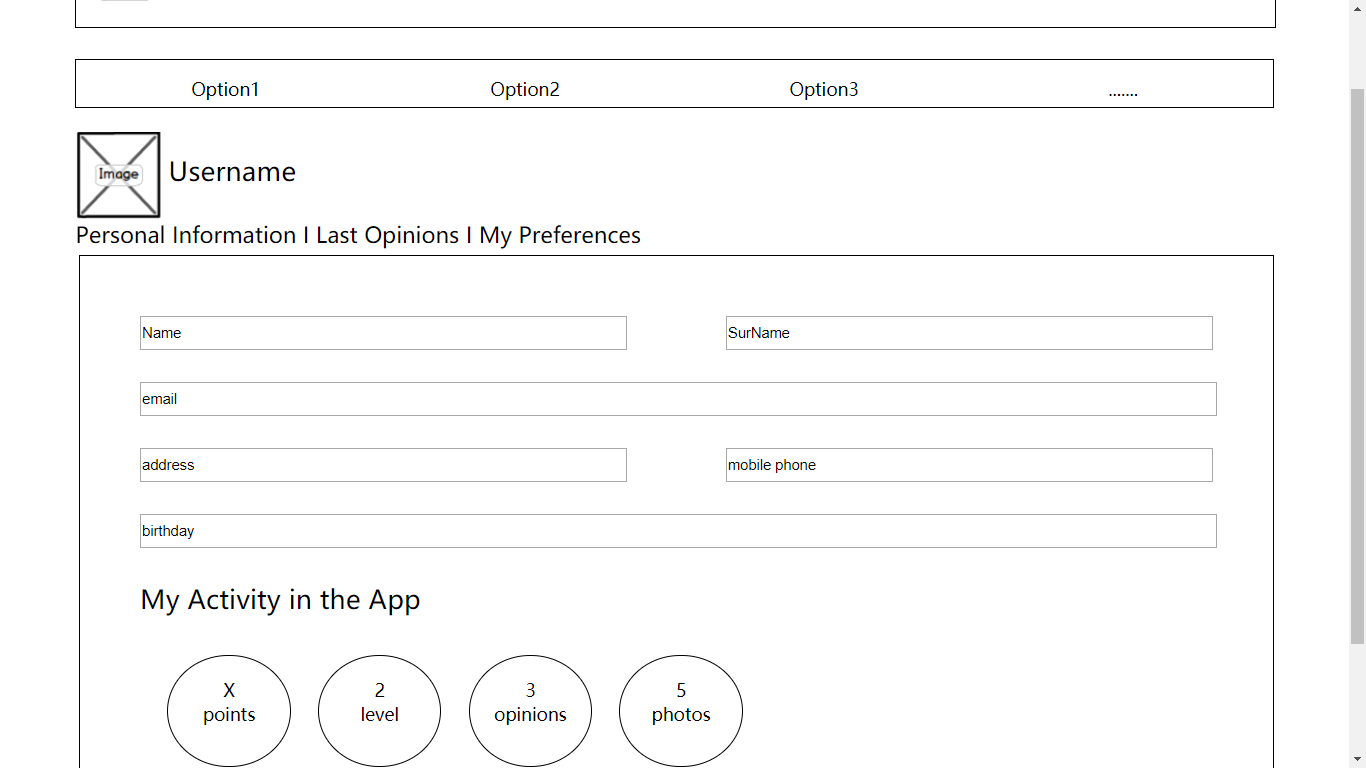 Option1 Option2 Option3 .......
Image
Username
Personal Information I Last Opinions I My Preferences
Name SurName
email
address mobile phone
birthday
My Activity in the App
X points
2 level
3 opinions
5 photos